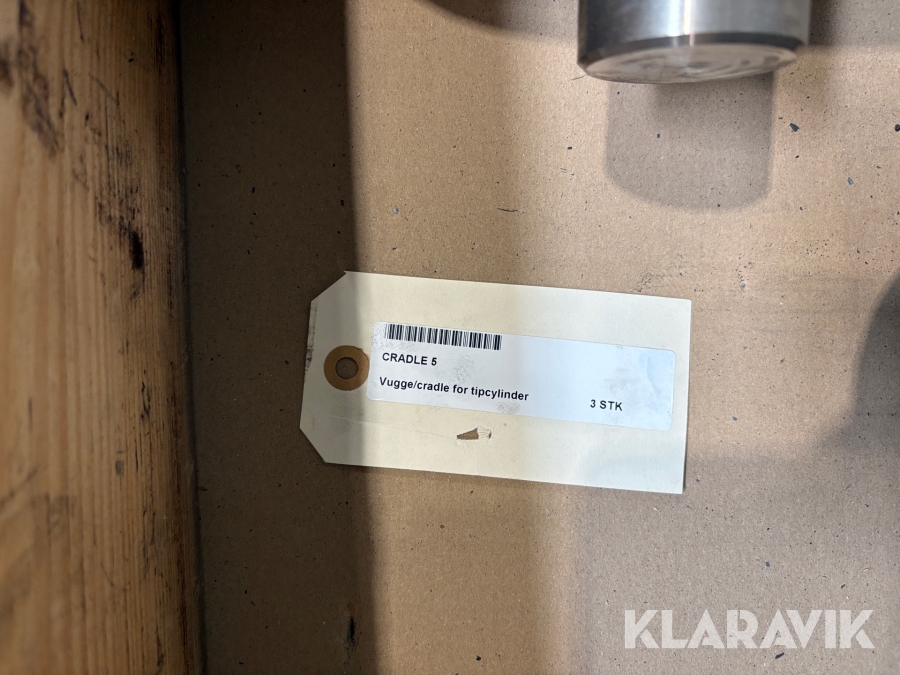 CRADLE 5
Vugge/cradle for tipcylinder
3 STK
KLARAVIK